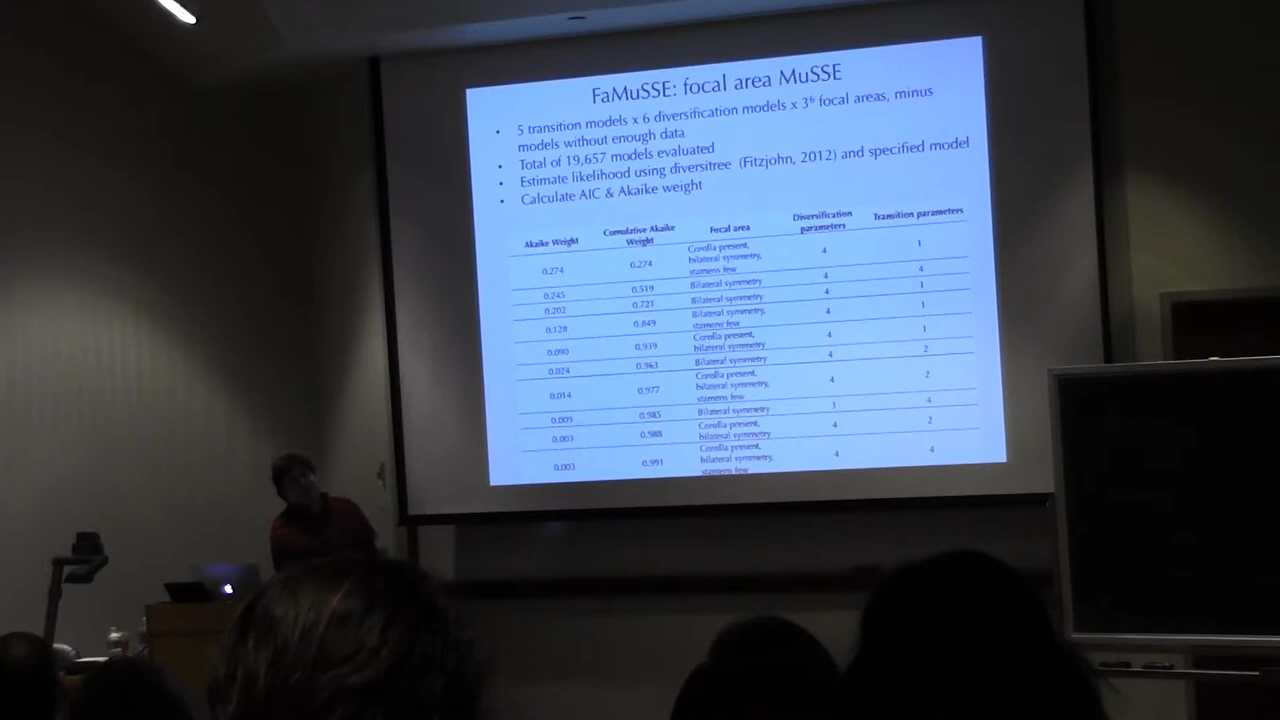 FaMuSSE: focal area MuSSE
• 5 transition models x 6 diversification models x 3⁶ focal areas, minus
models without enough data
• Total of 19,657 models evaluated
• Estimate likelihood using diversitree (Fitzjohn, 2012) and specified model
• Calculate AIC & Akaike weight
Akaike Weight Cumulative Akaike Weight Focal area Diversification parameters Transition parameters
0.274 0.274 Corolla present, bilateral symmetry, stamens few 4 1
0.245 0.519 Bilateral symmetry 4 4
0.202 0.721 Bilateral symmetry 4 1
0.128 0.849 Bilateral symmetry, stamens few 4 1
0.090 0.939 Corolla present, bilateral symmetry 4 1
0.024 0.963 Bilateral symmetry 4 2
0.014 0.977 Corolla present, bilateral symmetry, stamens few 4 2
0.009 0.985 Bilateral symmetry 3 4
0.003 0.988 Corolla present, bilateral symmetry 4 2
0.003 0.991 Corolla present, bilateral symmetry, stamens few 4 4